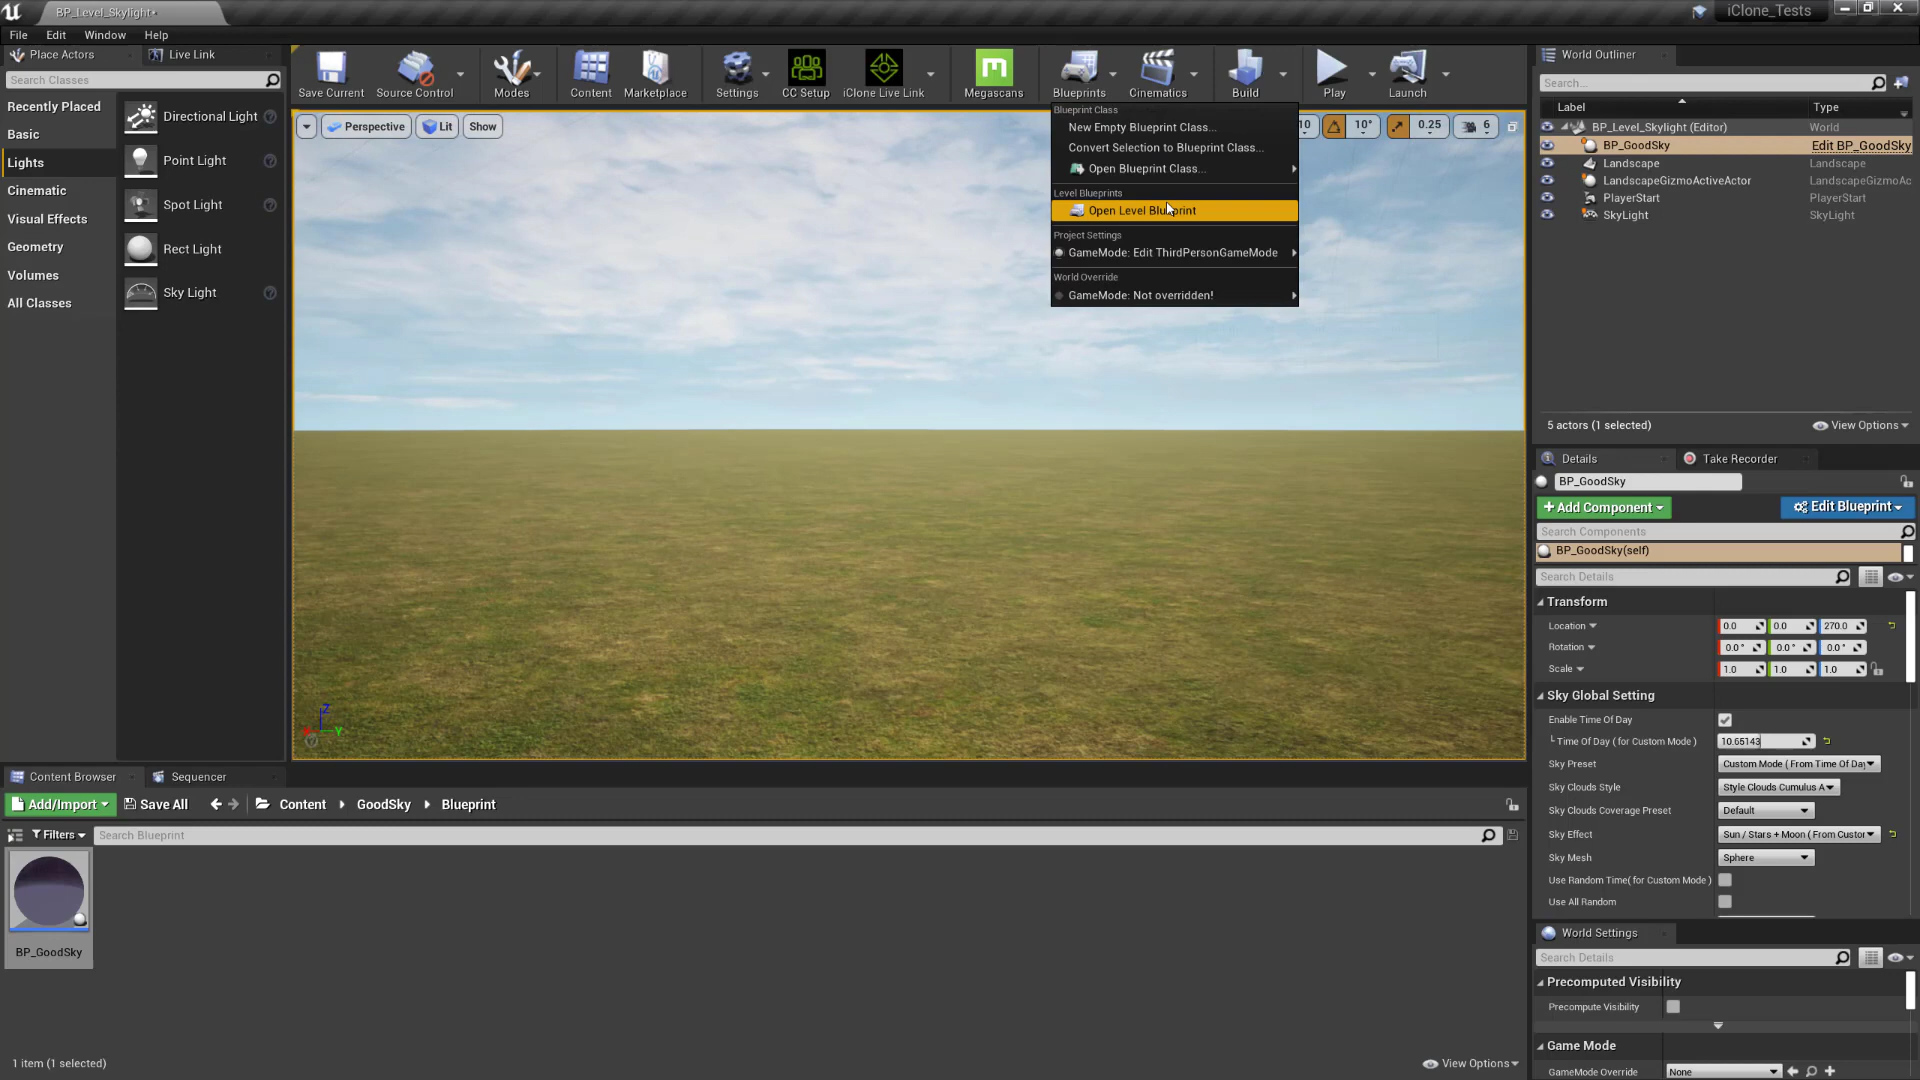 BP_Level_Skylight•
iClone_Tests
File Edit Window Help
Place Actors Live Link
Search Classes
Recently Placed
Basic
Lights
Cinematic
Visual Effects
Geometry
Volumes
All Classes
Directional Light
Point Light
Spot Light
Rect Light
Sky Light
Save Current Source Control Modes Content Marketplace Settings CC Setup iClone Live Link Megascans Blueprints Cinematics Build Play Launch
Perspective Lit Show
10 10° 0.25 6
Blueprint Class
New Empty Blueprint Class...
Convert Selection to Blueprint Class...
Open Blueprint Class...
Level Blueprints
Open Level Blueprint
Project Settings
GameMode: Edit ThirdPersonGameMode
World Override
GameMode: Not overridden!
Z
Y
World Outliner
Search...
Label Type
BP_Level_Skylight (Editor) World
BP_GoodSky Edit BP_GoodSky
Landscape Landscape
LandscapeGizmoActiveActor LandscapeGizmoAc
PlayerStart PlayerStart
SkyLight SkyLight
5 actors (1 selected) View Options
Details Take Recorder
BP_GoodSky
Add Component Edit Blueprint
Search Components
BP_GoodSky(self)
Search Details
Transform
Location 0.0 0.0 270.0
Rotation 0.0° 0.0° 0.0°
Scale 1.0 1.0 1.0
Sky Global Setting
Enable Time Of Day
Time Of Day ( for Custom Mode ) 10.65143
Sky Preset Custom Mode ( From Time Of Day
Sky Clouds Style Style Clouds Cumulus A
Sky Clouds Coverage Preset Default
Sky Effect Sun / Stars + Moon ( From Custor
Sky Mesh Sphere
Use Random Time( for Custom Mode )
Use All Random
World Settings
Search Details
Precomputed Visibility
Precompute Visibility
Game Mode
GameMode Override None
Content Browser Sequencer
Add/Import Save All Content GoodSky Blueprint
Filters Search Blueprint
BP_GoodSky
1 item (1 selected) View Options